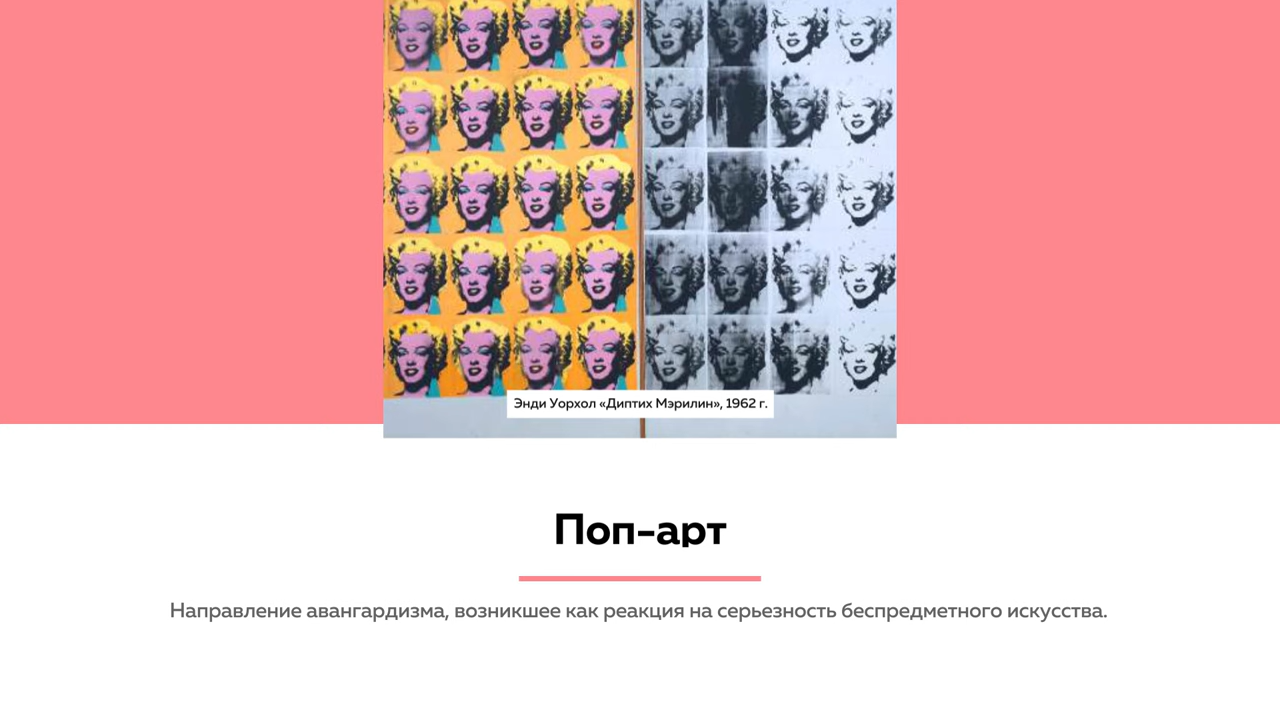 Энди Уорхол «Диптих Мэрилин», 1962 г.
Поп-арт
Направление авангардизма, возникшее как реакция на серьезность беспредметного искусства.